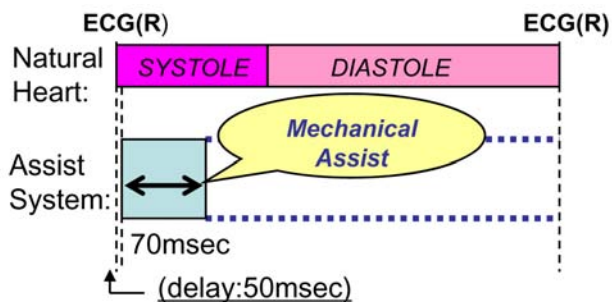 ECG(R)
ECG(R)
Natural
Heart:
SYSTOLE
DIASTOLE
Mechanical
Assist
Assist
System:
70msec
(delay:50msec)